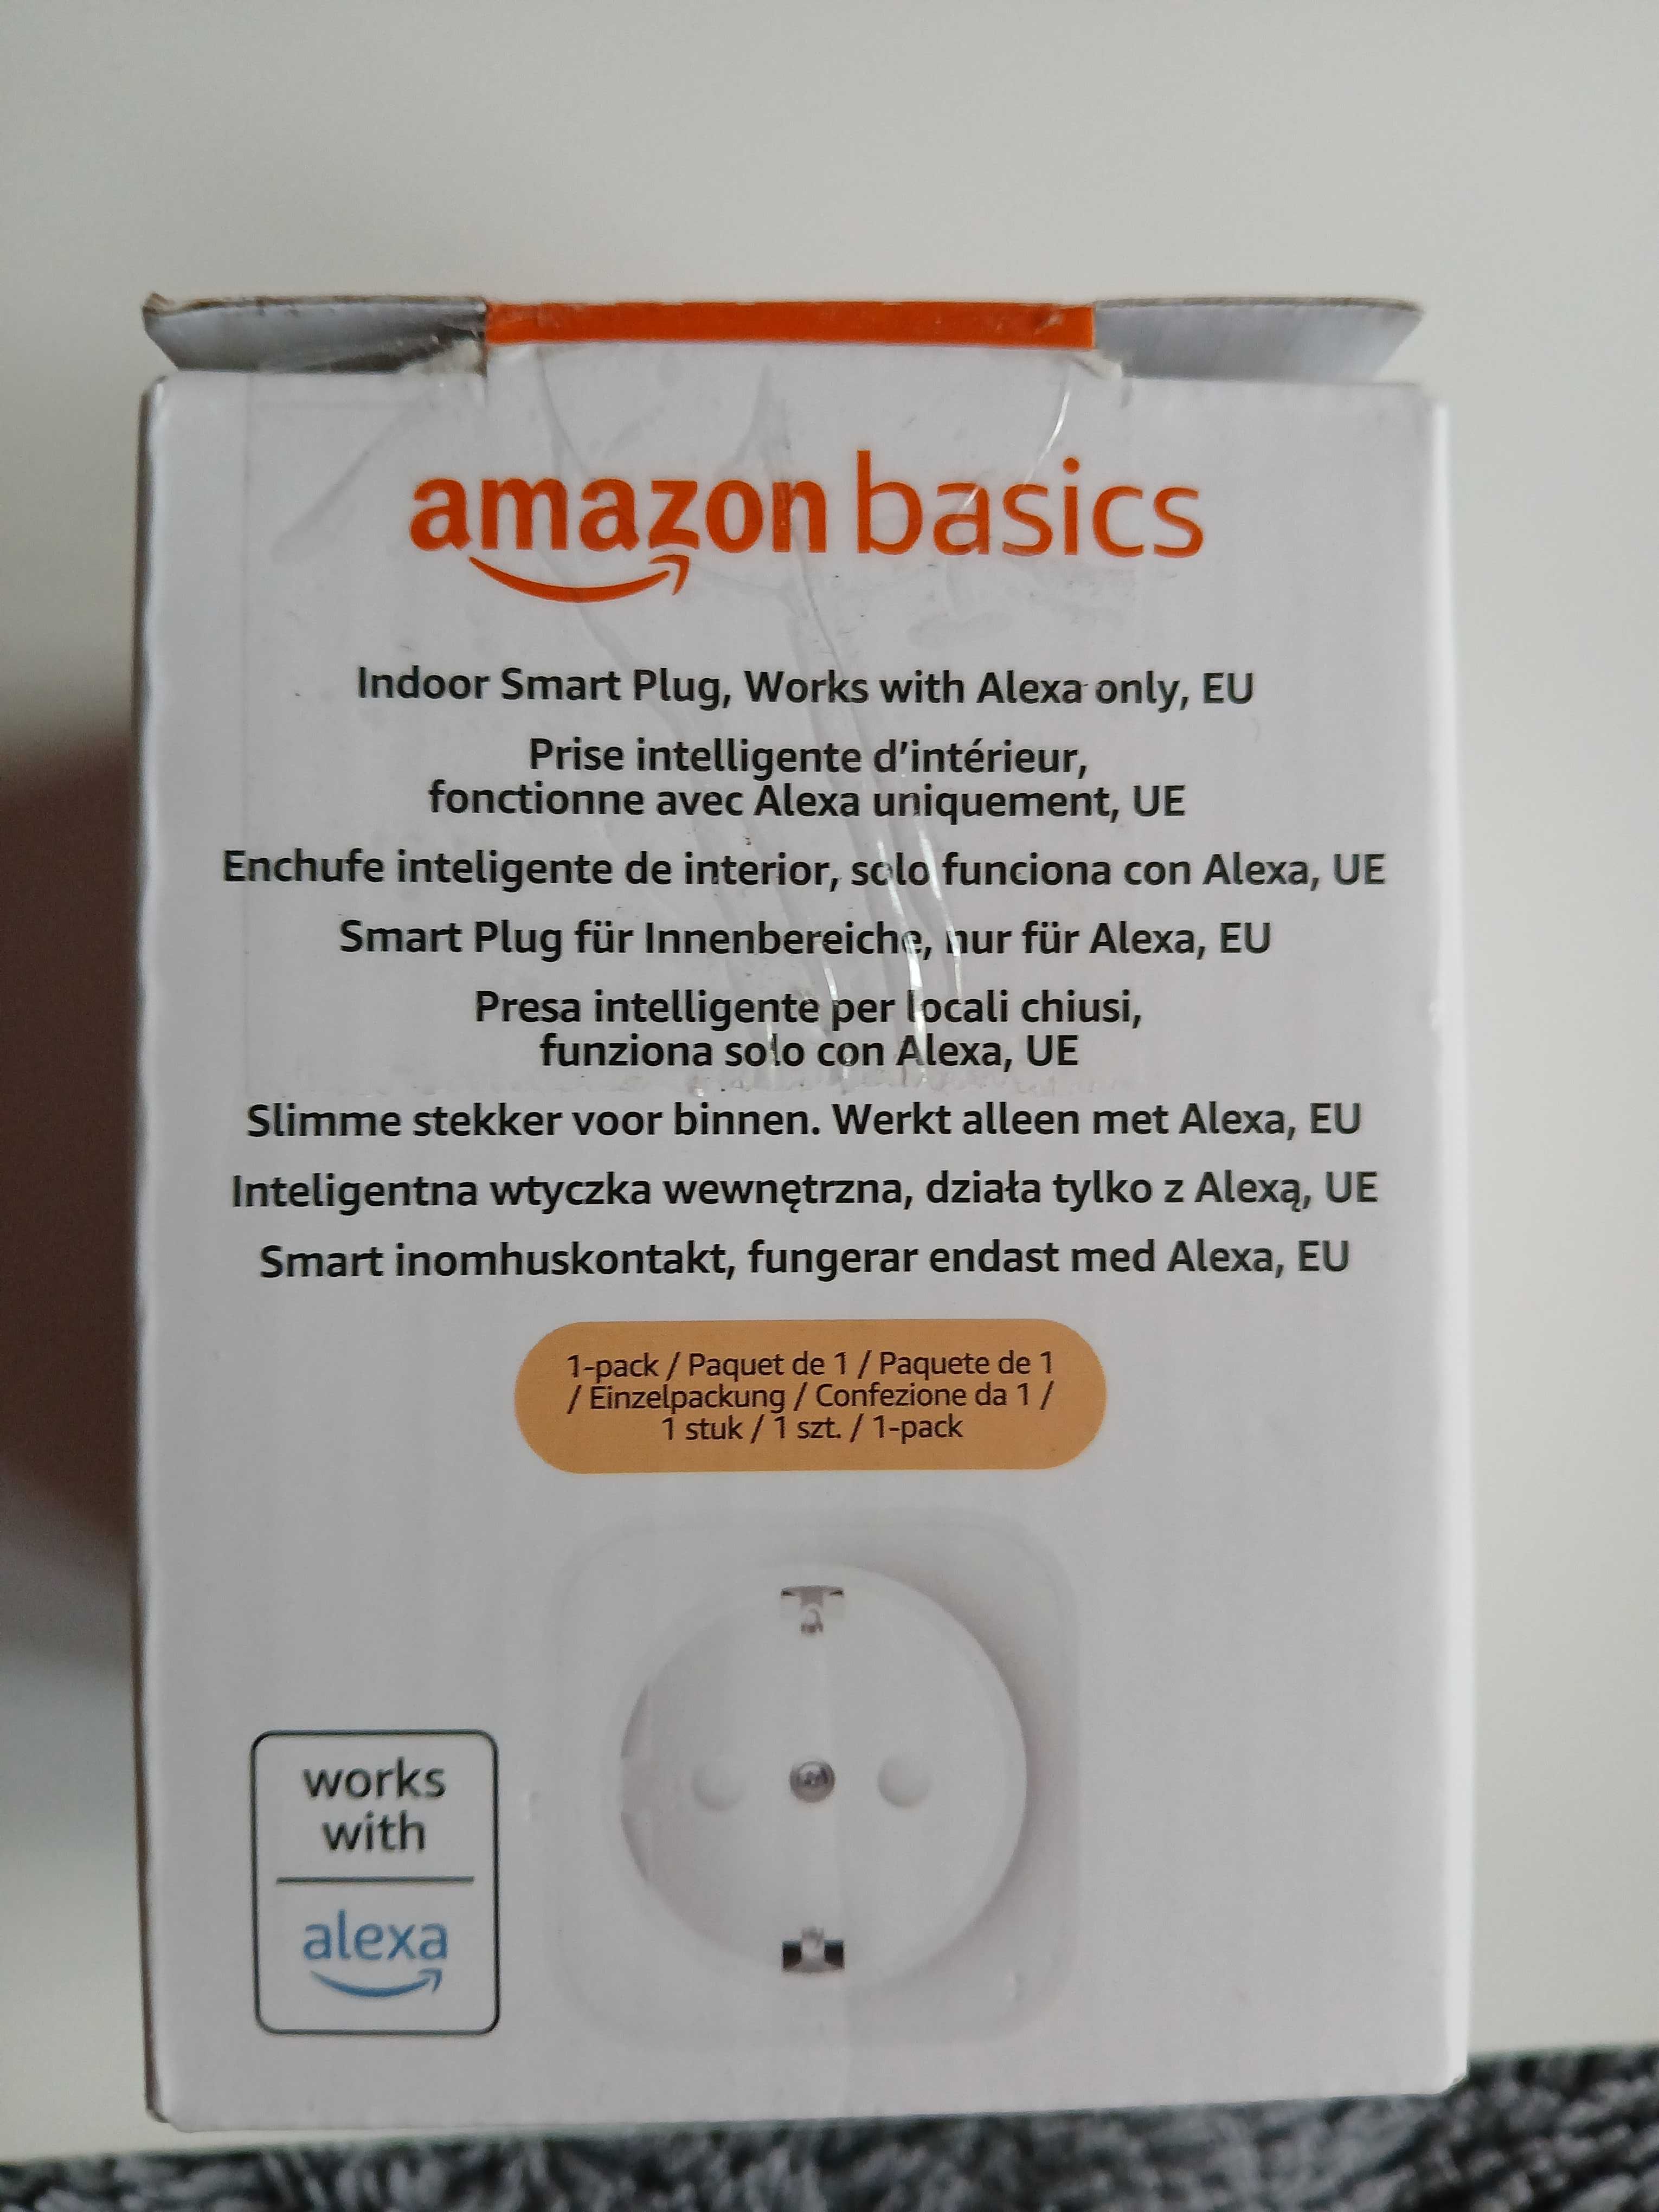 amazon basics
Indoor Smart Plug, Works with Alexa only, EU
Prise intelligente d'intérieur,
fonctionne avec Alexa uniquement, UE
Enchufe inteligente de interior, solo funciona con Alexa, UE
Smart Plug für Innenbereiche, nur für Alexa, EU
Presa intelligente per locali chiusi,
funziona solo con Alexa, UE
Slimme stekker voor binnen. Werkt alleen met Alexa, EU
Inteligentna wtyczka wewnętrzna, działa tylko z Alexą, UE
Smart inomhuskontakt, fungerar endast med Alexa, EU
1-pack / Paquet de 1 / Paquete de 1
/ Einzelpackung / Confezione da 1 /
1 stuk / 1 szt. / 1-pack
works
with
alexa